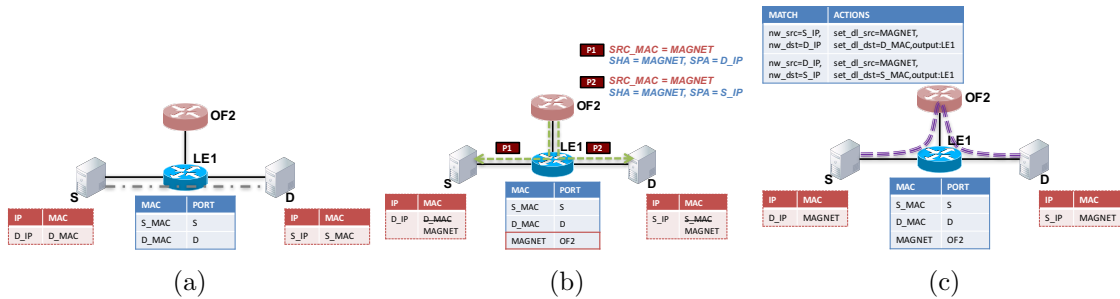 OF2
LE1
S
D
IP MAC
D_IP D_MAC
MAC PORT
S_MAC S
D_MAC D
IP MAC
S_IP S_MAC
(a)
P1 SRC_MAC = MAGNET
SHA = MAGNET, SPA = D_IP
P2 SRC_MAC = MAGNET
SHA = MAGNET, SPA = S_IP
OF2
LE1
P1
P2
S
D
IP MAC
D_IP D_MAC
MAGNET
MAC PORT
S_MAC S
D_MAC D
MAGNET OF2
IP MAC
S_IP S_MAC
MAGNET
(b)
MATCH ACTIONS
nw_src=S_IP, set_dl_src=MAGNET,
nw_dst=D_IP set_dl_dst=D_MAC,output:LE1
nw_src=D_IP, set_dl_src=MAGNET,
nw_dst=S_IP set_dl_dst=S_MAC,output:LE1
OF2
LE1
S
D
IP MAC
D_IP MAGNET
MAC PORT
S_MAC S
D_MAC D
MAGNET OF2
IP MAC
S_IP MAGNET
(c)